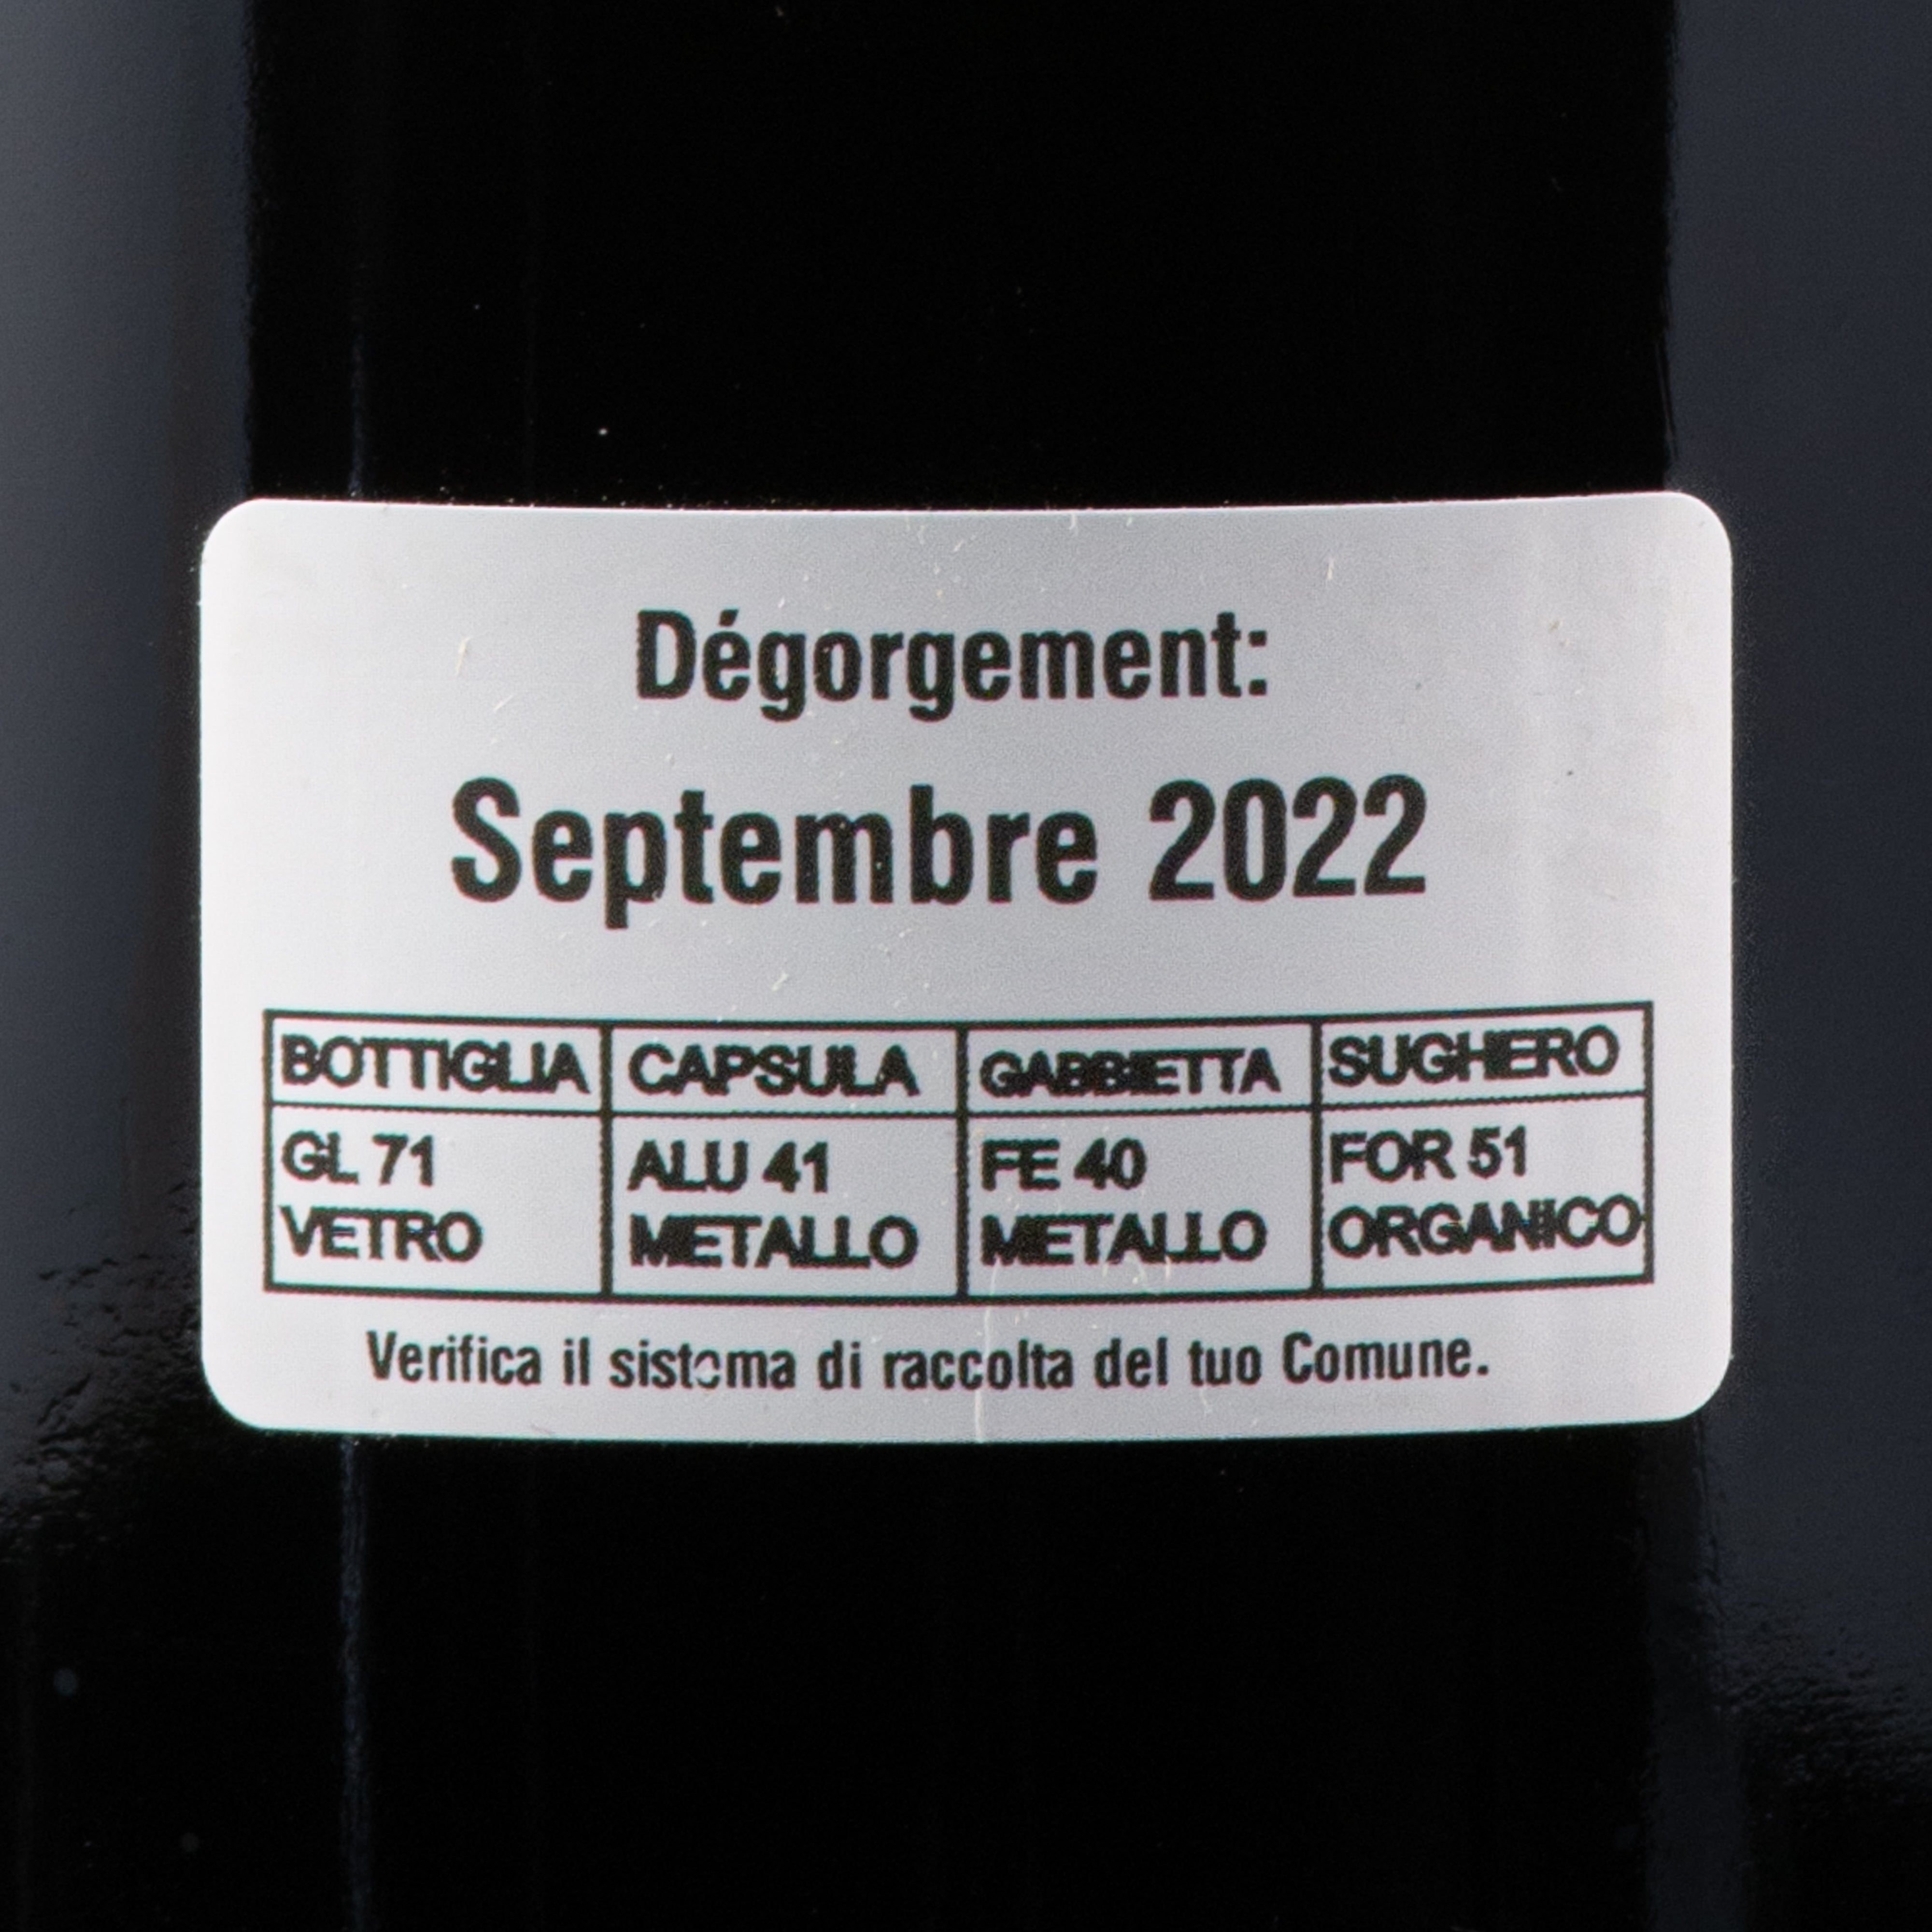 Dégorgement:
Septembre 2022
BOTTIGLIA CAPSULA GABBIETTA SUGHERO
GL 71 ALU 41 FE 40 FOR 51
VETRO METALLO METALLO ORGANICO
Verifica il sistema di raccolta del tuo Comune.